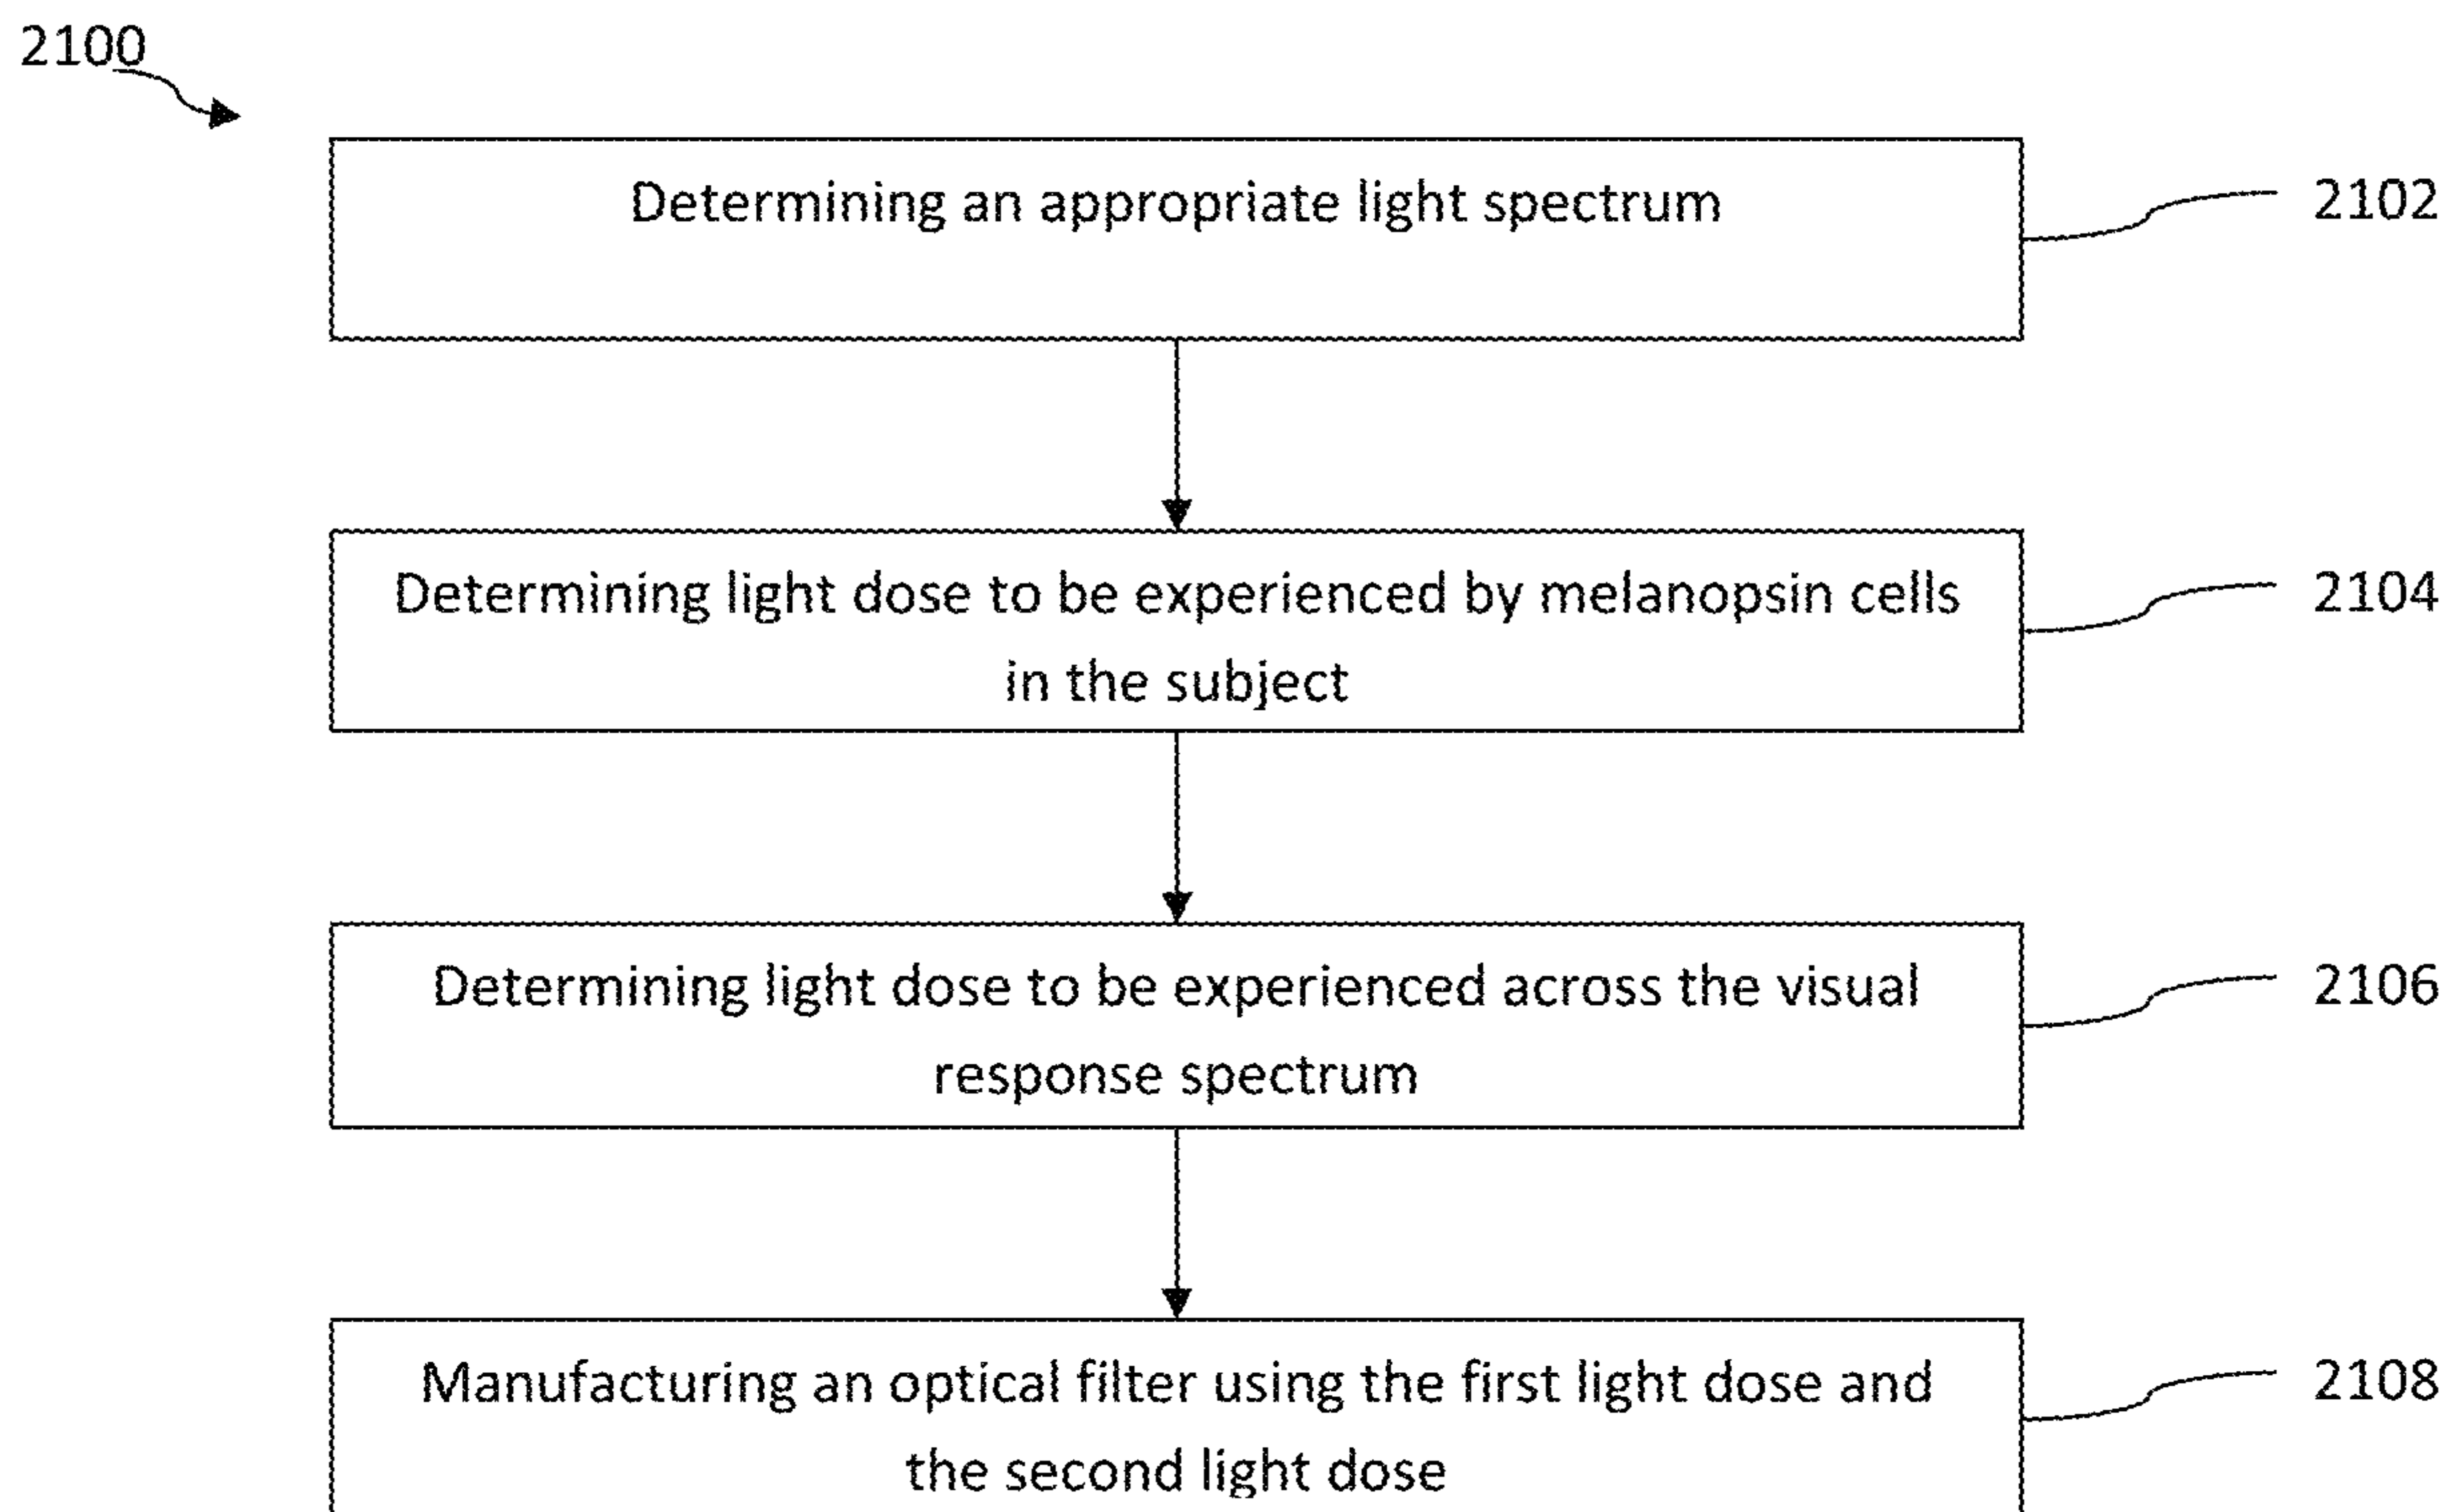 2100
Determining an appropriate light spectrum
2102
Determining light dose to be experienced by melanopsin cells
in the subject
2104
Determining light dose to be experienced across the visual
response spectrum
2106
Manufacturing an optical filter using the first light dose and
the second light dose
2108